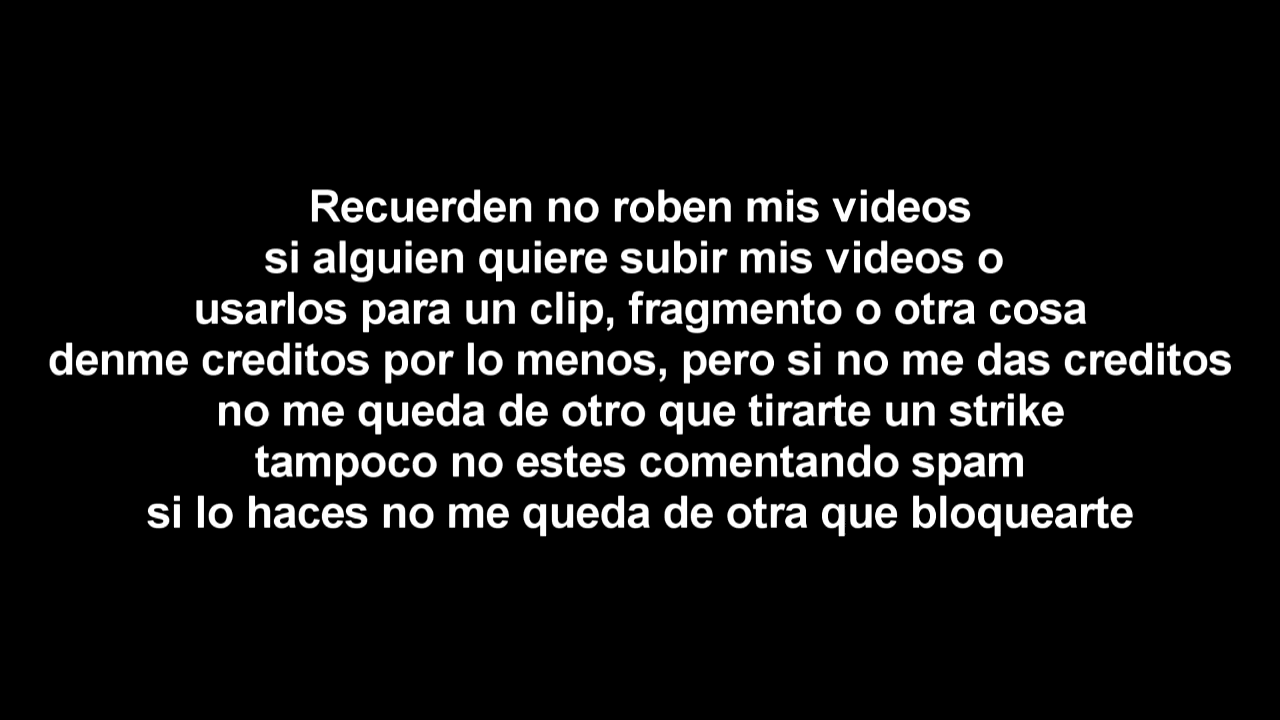 Recuerden no roben mis videos
si alguien quiere subir mis videos o
usarlos para un clip, fragmento o otra cosa
denme creditos por lo menos, pero si no me das creditos
no me queda de otro que tirarte un strike
tampoco no estes comentando spam
si lo haces no me queda de otra que bloquearte